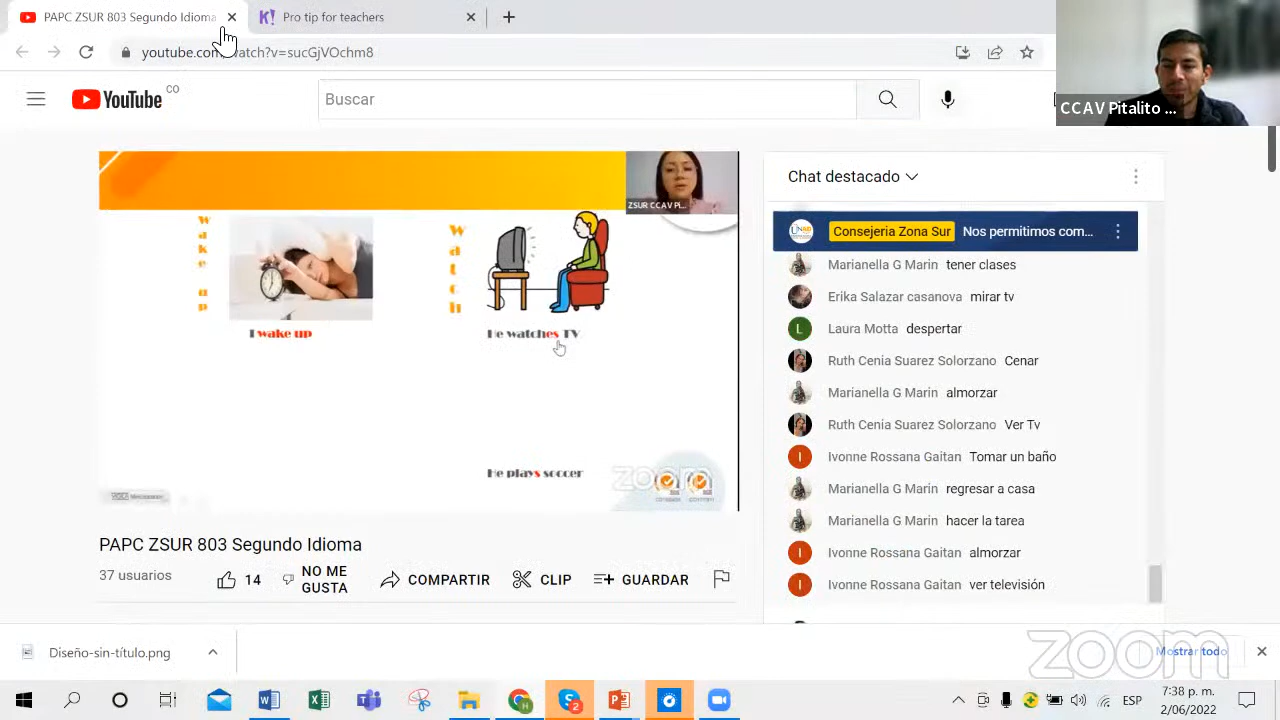 PAPC ZSUR 803 Segundo Idioma
Pro tip for teachers
youtube.com/watch?v=sucGjVOchm8
YouTube CO
Buscar
CCAV Pitalito ...
ZSUR CCAV Pi...
Wake up
Watch
I wake up
He watches TV
He plays soccer
zoom
PAPC ZSUR 803 Segundo Idioma
37 usuarios
14
NO ME GUSTA
COMPARTIR
CLIP
GUARDAR
Chat destacado
Consejeria Zona Sur Nos permitimos com...
Marianella G Marin tener clases
Erika Salazar casanova mirar tv
L Laura Motta despertar
Ruth Cenia Suarez Solorzano Cenar
Marianella G Marin almorzar
Ruth Cenia Suarez Solorzano Ver Tv
I Ivonne Rossana Gaitan Tomar un baño
Marianella G Marin regresar a casa
Marianella G Marin hacer la tarea
I Ivonne Rossana Gaitan almorzar
I Ivonne Rossana Gaitan ver televisión
Diseño-sin-título.png
Mostrar todo
zoom
ESP
7:38 p. m.
2/06/2022